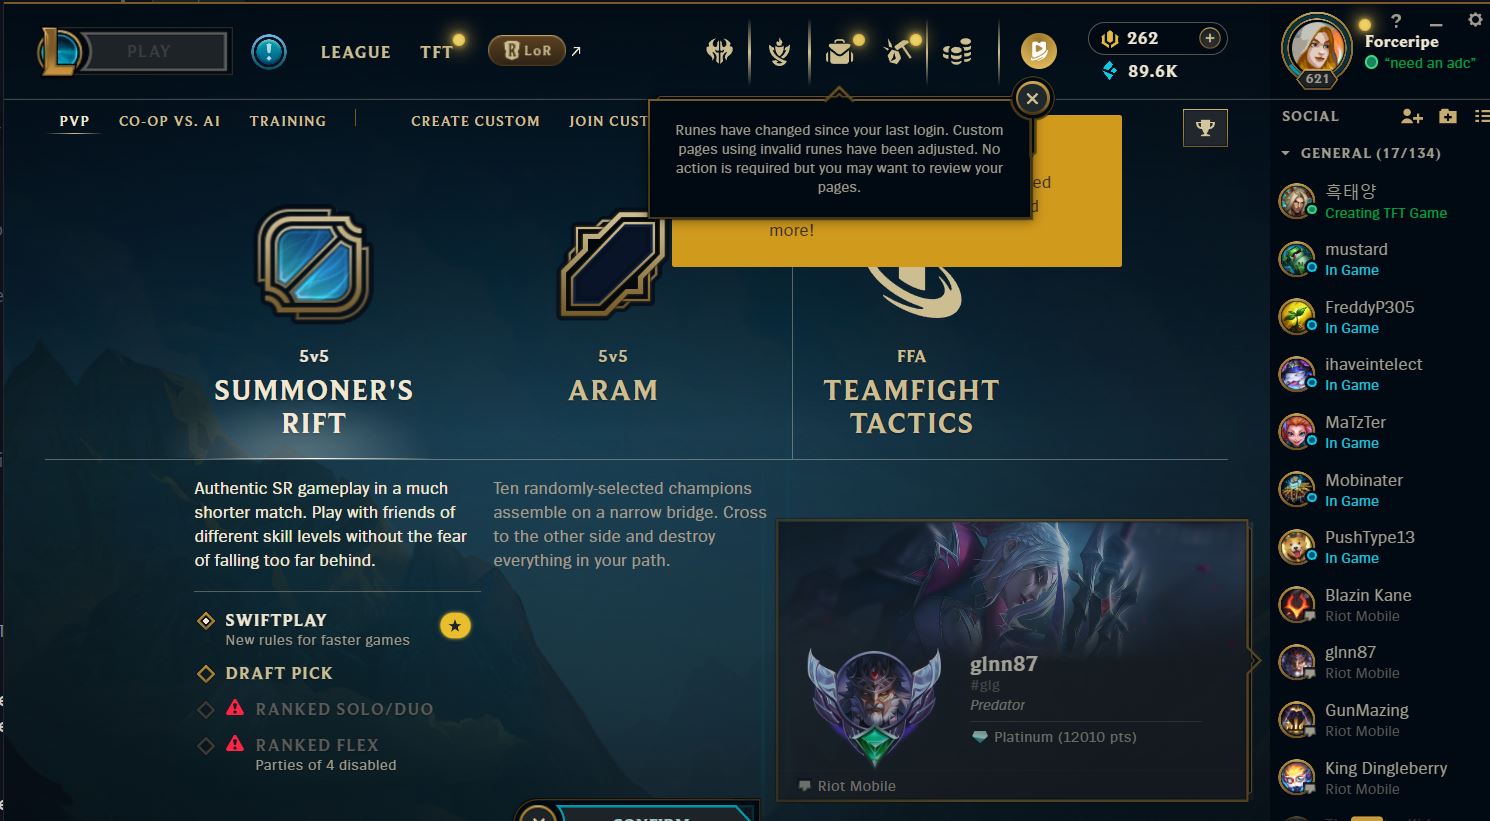 PLAY
LEAGUE
TFT
LoR
262
89.6K
?
Forceripe
"need an adc"
621
PVP
CO-OP VS. AI
TRAINING
CREATE CUSTOM
JOIN CUST
Runes have changed since your last login. Custom
pages using invalid runes have been adjusted. No
action is required but you may want to review your
pages.
ed
d
more!
5v5
SUMMONER'S
RIFT
5v5
ARAM
FFA
TEAMFIGHT
TACTICS
Authentic SR gameplay in a much
shorter match. Play with friends of
different skill levels without the fear
of falling too far behind.
Ten randomly-selected champions
assemble on a narrow bridge. Cross
to the other side and destroy
everything in your path.
SWIFTPLAY
New rules for faster games
DRAFT PICK
RANKED SOLO/DUO
RANKED FLEX
Parties of 4 disabled
glnn87
#glg
Predator
Platinum (12010 pts)
Riot Mobile
CONFIRM
SOCIAL
GENERAL (17/134)
흑태양
Creating TFT Game
mustard
In Game
FreddyP305
In Game
ihaveintelect
In Game
MaTzTer
In Game
Mobinater
In Game
PushType13
In Game
Blazin Kane
Riot Mobile
glnn87
Riot Mobile
GunMazing
Riot Mobile
King Dingleberry
Riot Mobile